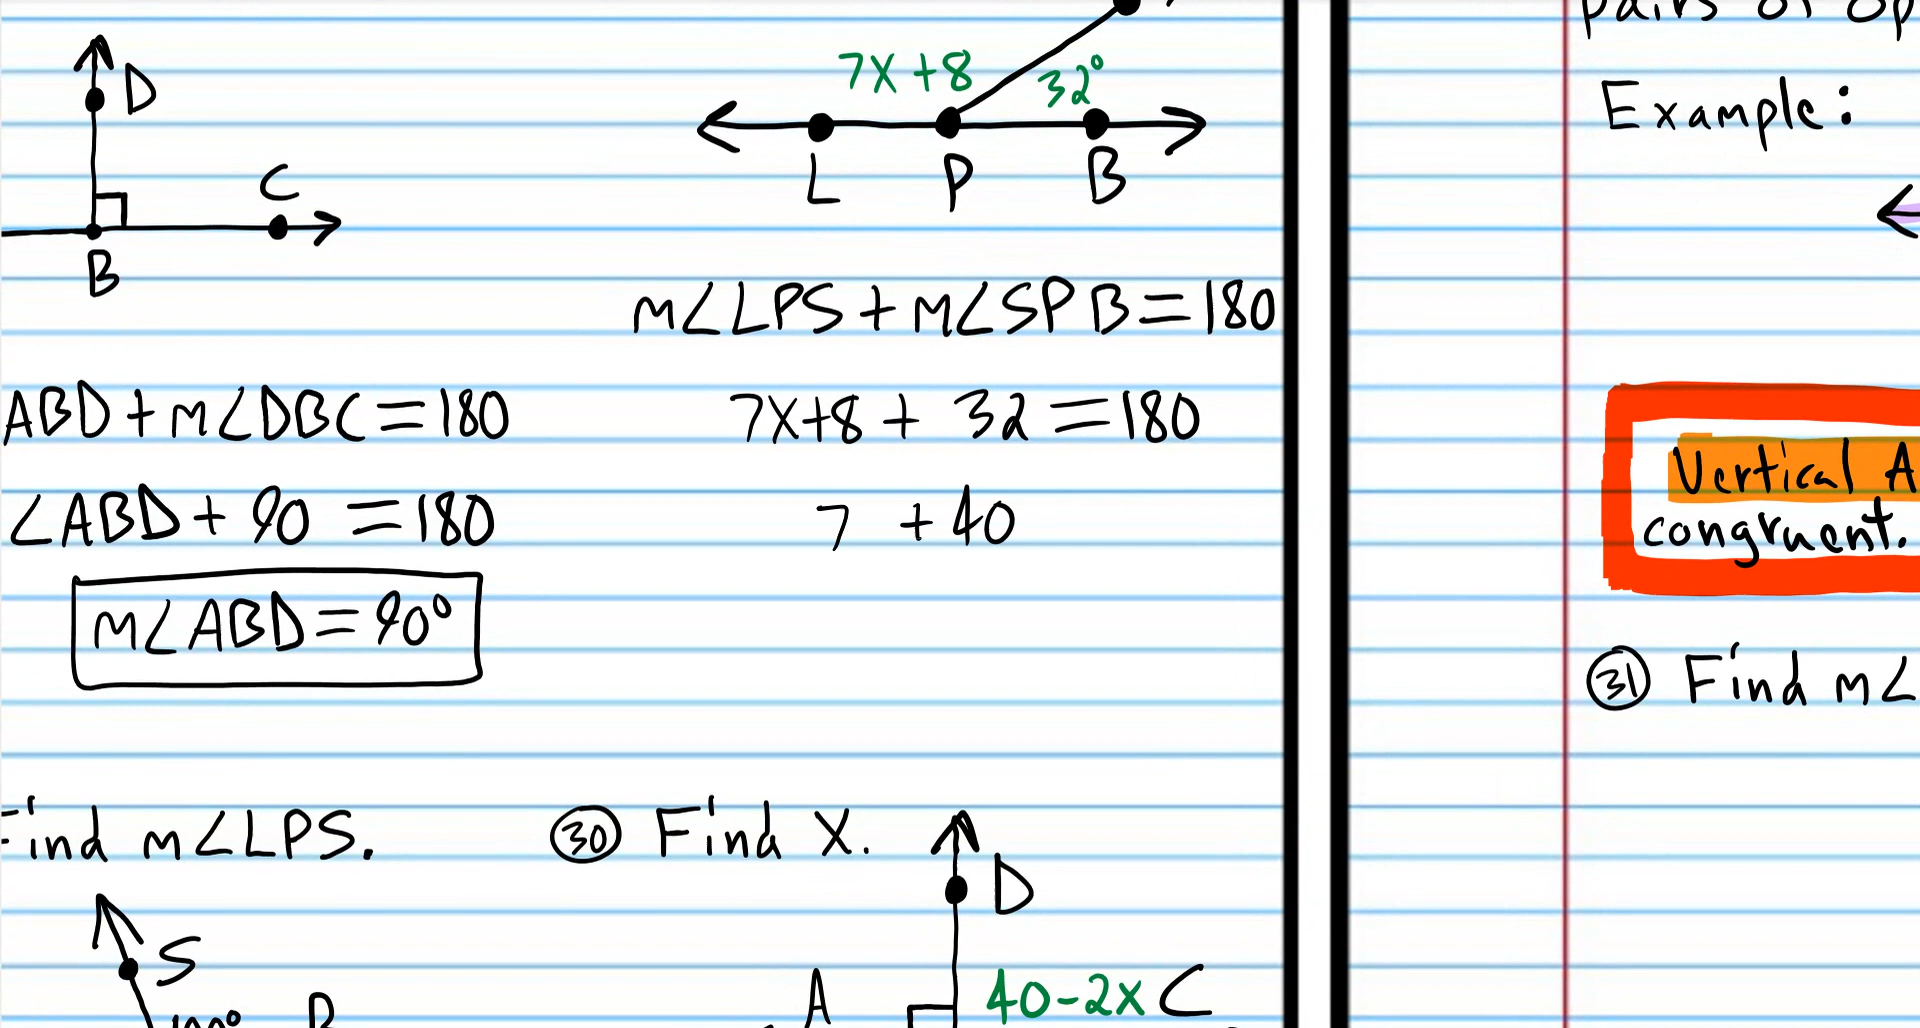 D
C
B
7x+8
32°
L P B
m∠LPS+m∠SPB=180
ABD+m∠DBC=180
7x+8+ 32=180
∠ABD+ 90 =180
7 +40
m∠ABD=90°
Find m∠LPS.
S
B
30 Find X.
D
A
40-2x C
Example:
Vertical A
congruent.
31 Find m∠